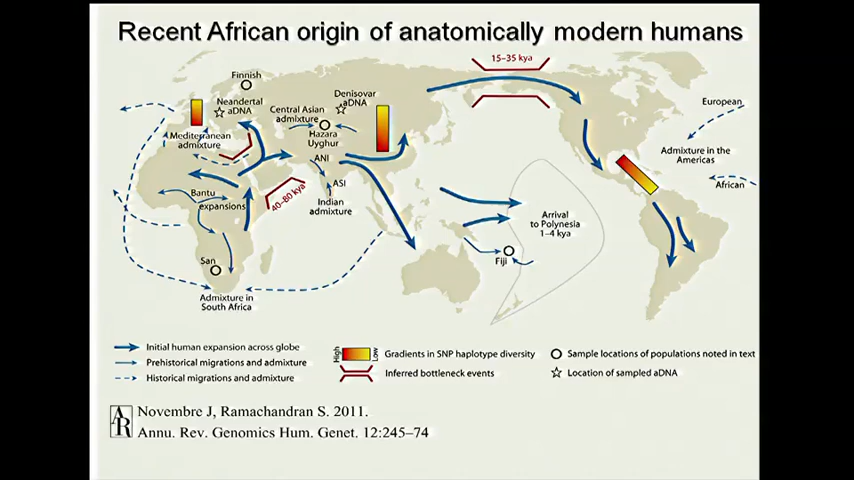 Recent African origin of anatomically modern humans
15–35 kya
Finnish
Neandertal
aDNA
Denisovan
aDNA
Central Asian
admixture
Hazara
Uyghur
Mediterranean
admixture
European
Admixture in the
Americas
African
ANI
ASI
Indian
admixture
40–80 kya
Bantu
expansions
San
Admixture in
South Africa
Arrival
to Polynesia
1–4 kya
Fiji
Initial human expansion across globe
Prehistorical migrations and admixture
Historical migrations and admixture
High
Low
Gradients in SNP haplotype diversity
Inferred bottleneck events
Sample locations of populations noted in text
Location of sampled aDNA
AR
Novembre J, Ramachandran S. 2011.
Annu. Rev. Genomics Hum. Genet. 12:245–74